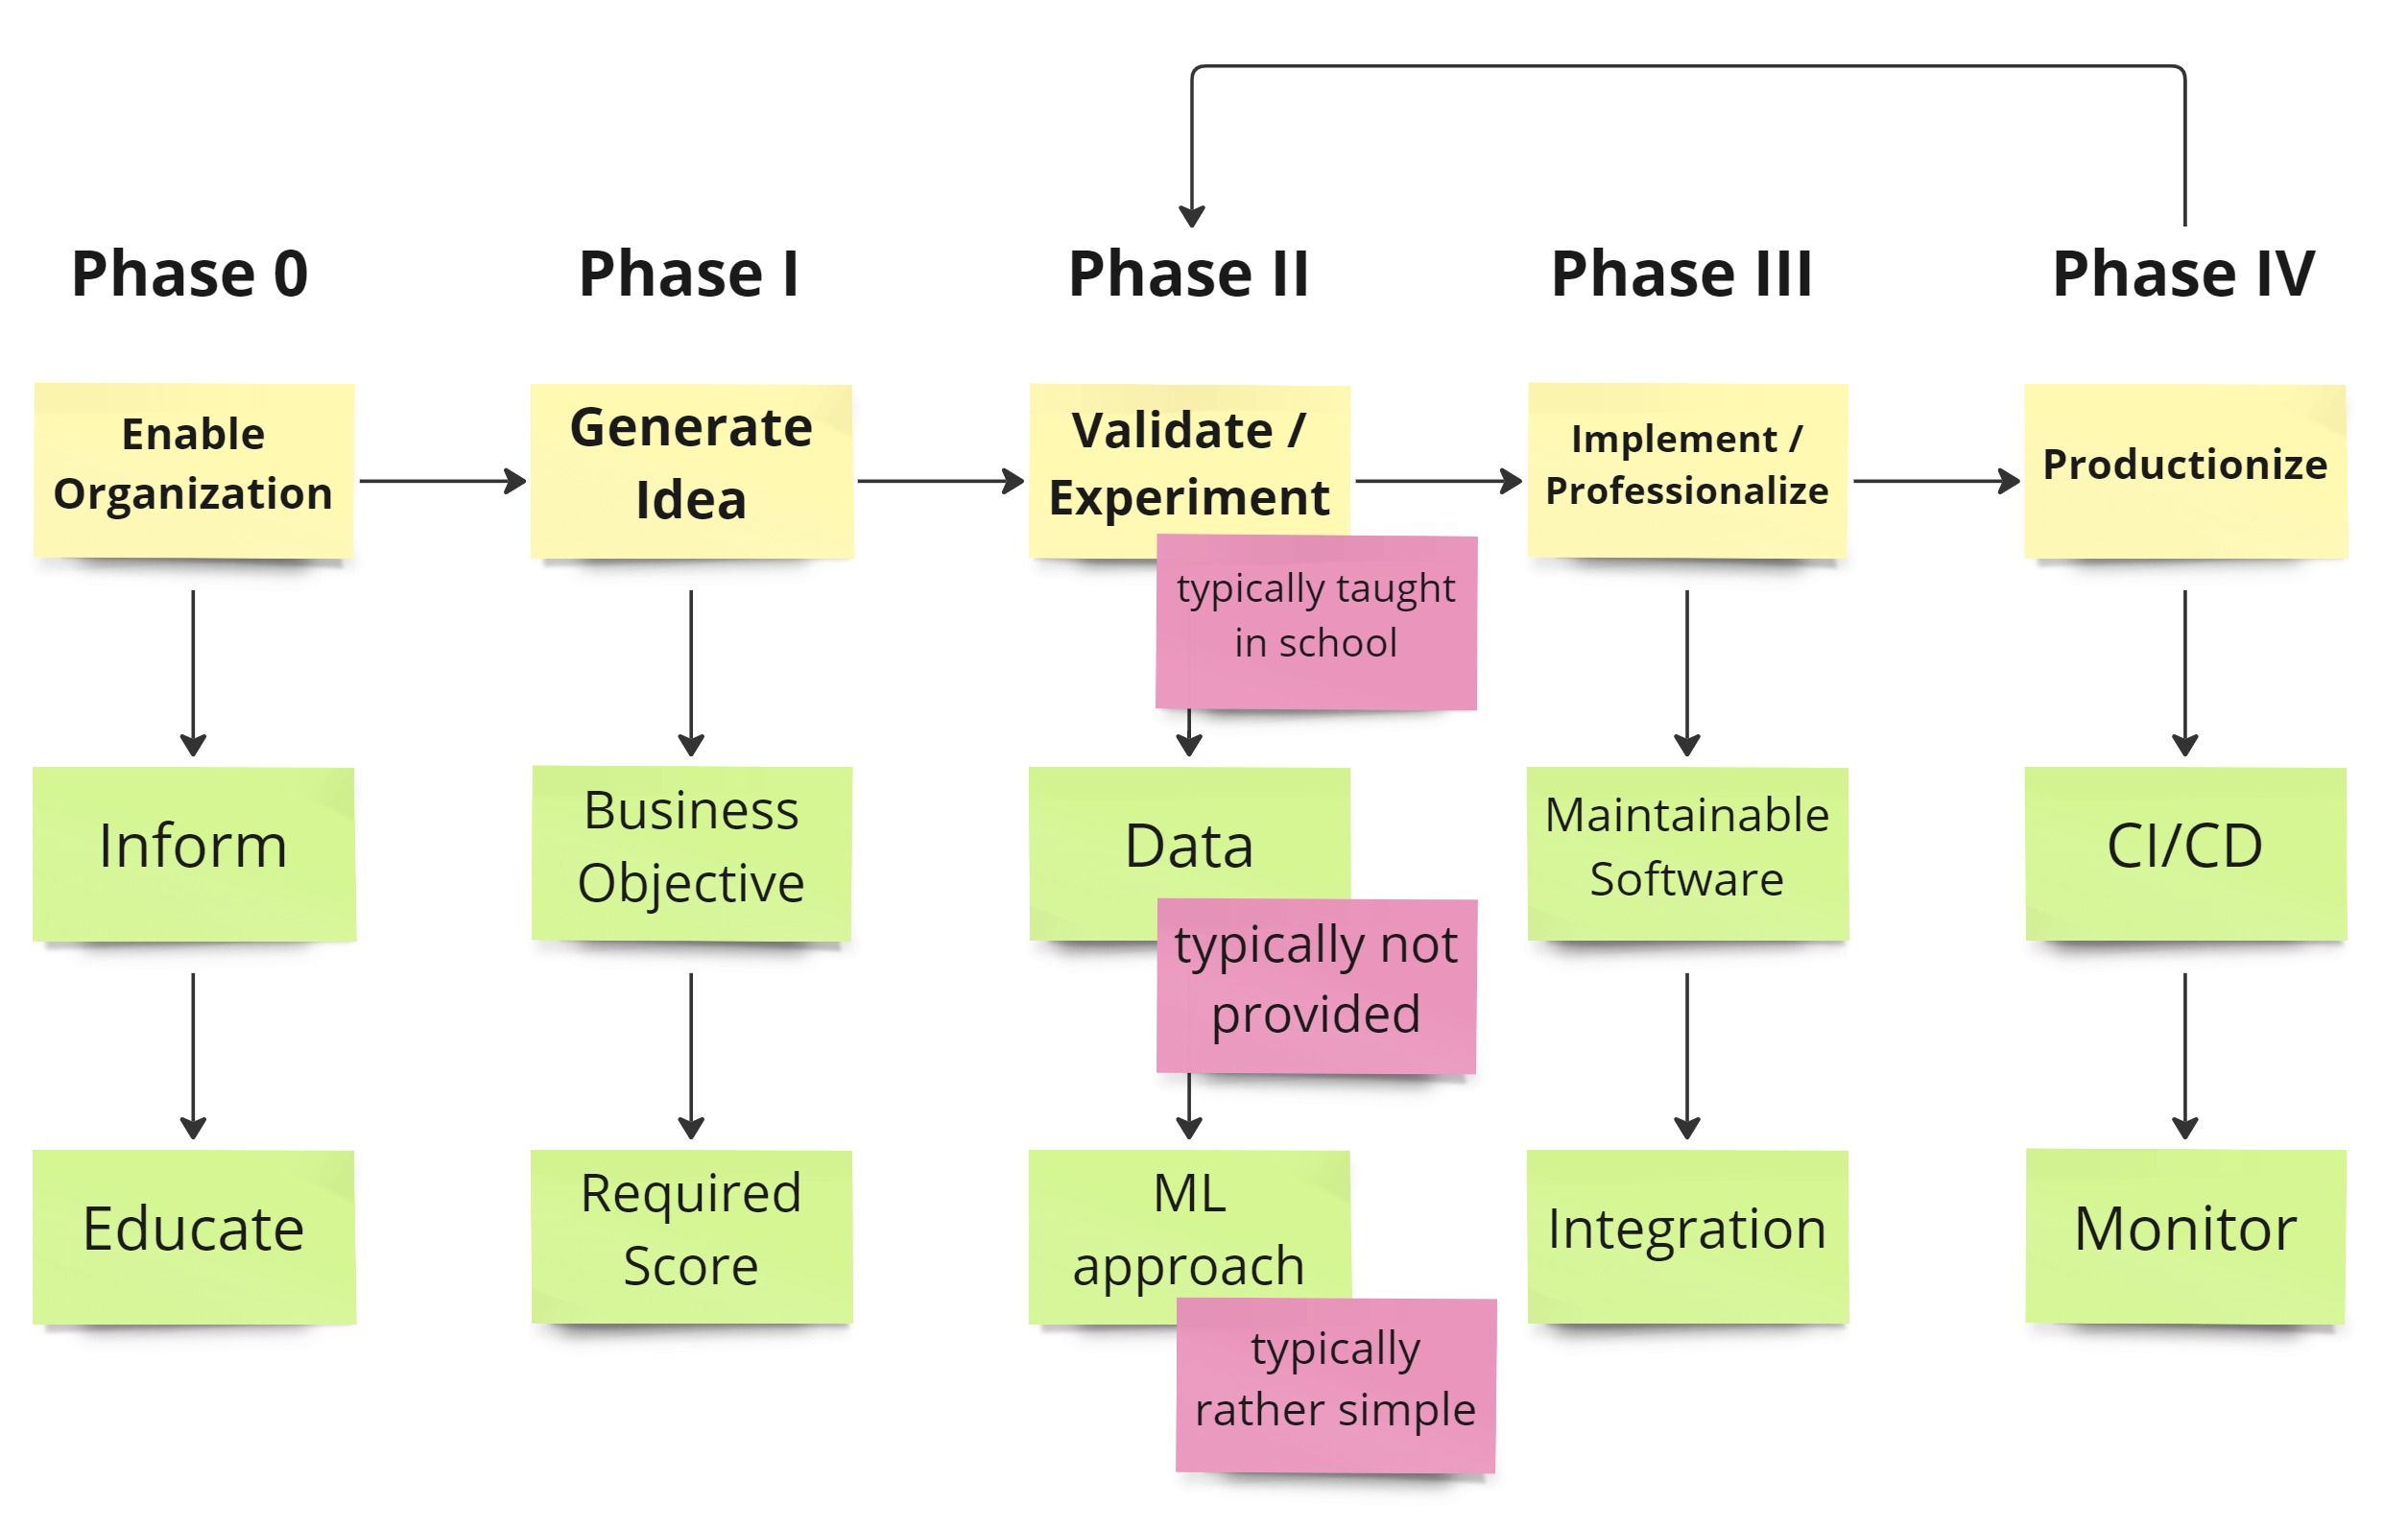 Phase 0
Phase I
Phase II
Phase III
Phase IV
Enable
Organization
Generate
Idea
Validate /
Experiment
Implement /
Professionalize
Productionize
typically taught
in school
Inform
Business
Objective
Data
Maintainable
Software
CI/CD
typically not
provided
Educate
Required
Score
ML
approach
Integration
Monitor
typically
rather simple